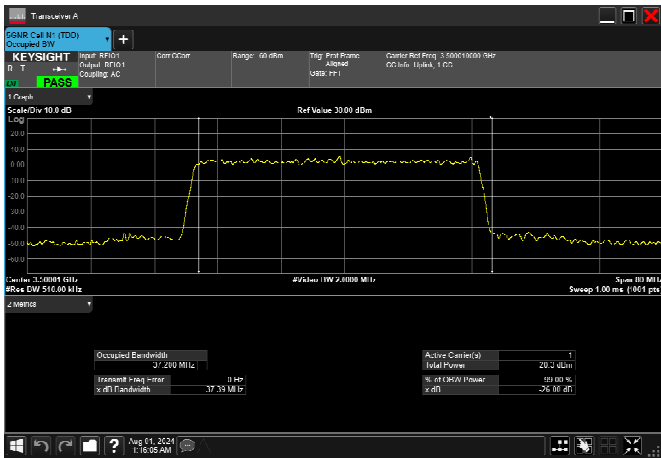 Transceiver A
5GNR Cell N1 (TDD)
Occupied BW
+
KEYSIGHT
Input: RFIO1
Output: RFIO1
Coupling: AC
Corr CCorr
Range: -60 dBm
Trig: Prat Frame
Aligned
Gate: FFT
Carrier Ref Freq: 3.500010000 GHz
CC Info: Uplink, 1 CC
R T
PASS
1 Graph
Scale/Div 10.0 dB
Ref Value 30.00 dBm
Log
20.0
10.0
0.00
-10.0
-20.0
-30.0
-40.0
-50.0
-60.0
Center 3.50001 GHz
#Video BW 2.0000 MHz
Span 80 MHz
#Res BW 510.00 kHz
Sweep 1.00 ms (1001 pts)
2 Metrics
Occupied Bandwidth
37.200 MHz
Transmit Freq Error
0 Hz
x dB Bandwidth
37.39 MHz
Active Carrier(s)
1
Total Power
20.3 dBm
% of OBW Power
99.00 %
x dB
-26.00 dB
?
Aug 01, 2024
1:16:05 AM